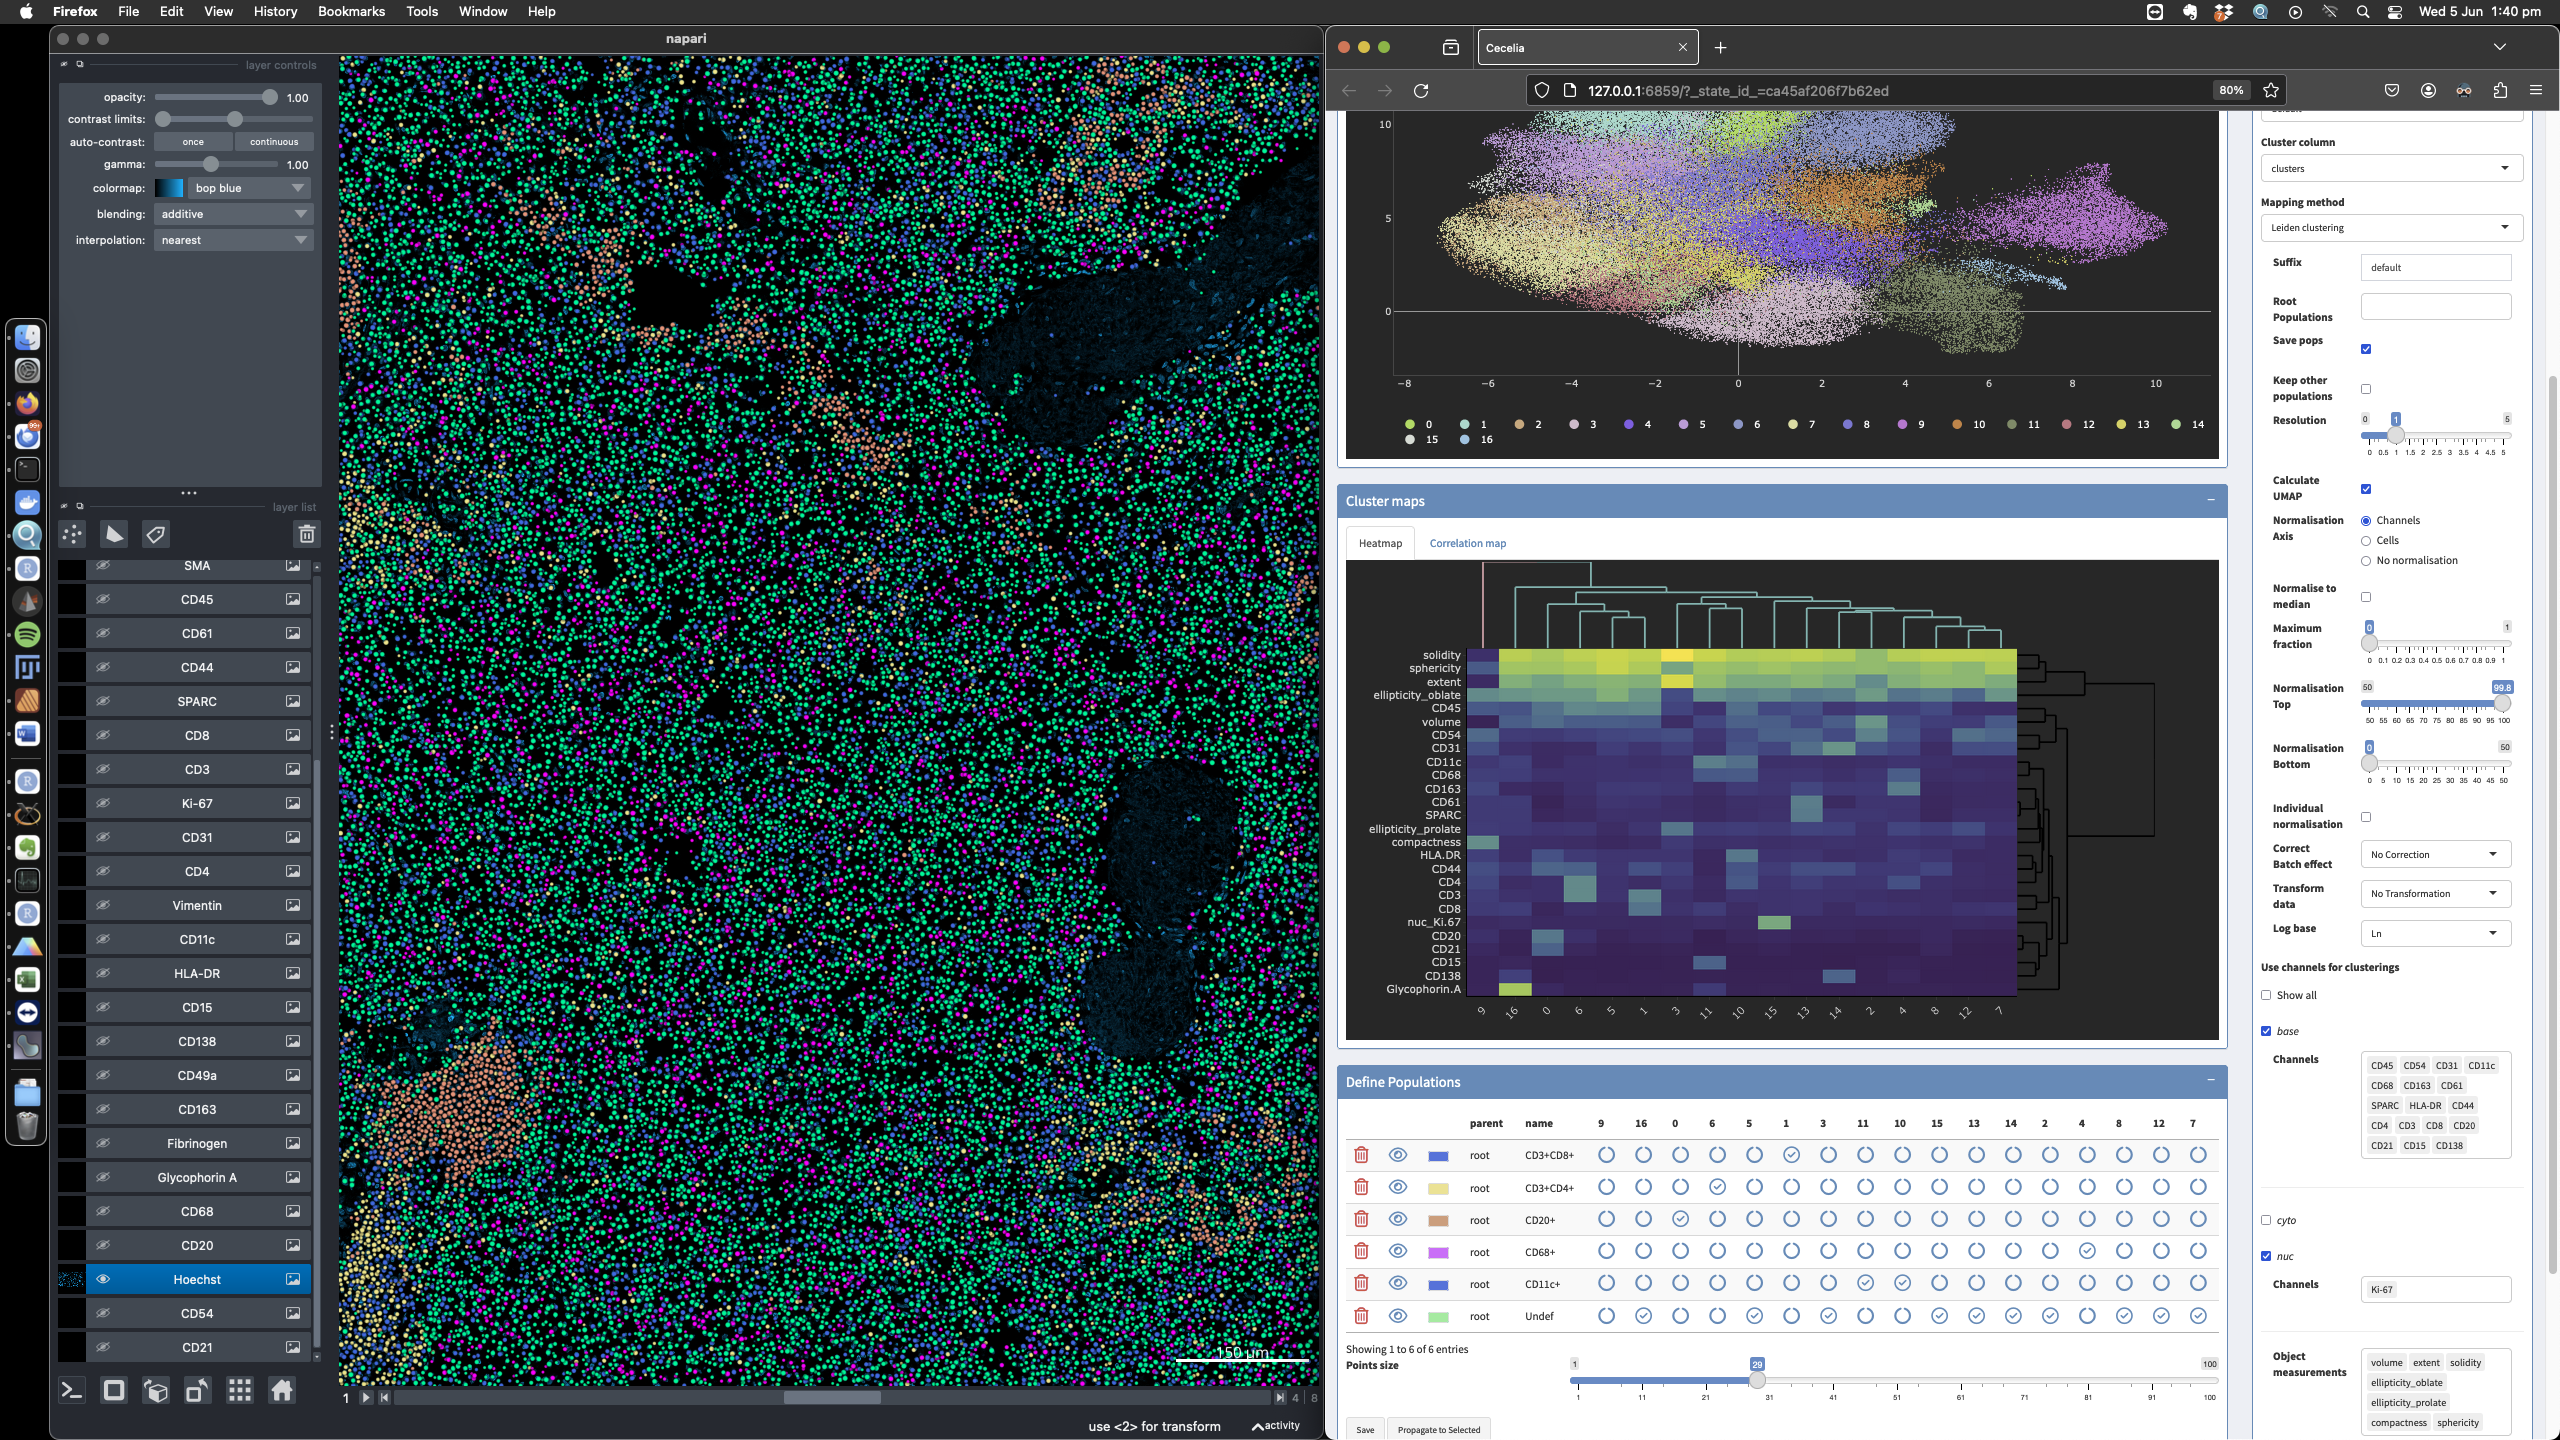 Firefox File Edit View History Bookmarks Tools Window Help
Wed 5 Jun 1:40 pm
napari
layer controls
opacity: 1.00
contrast limits:
auto-contrast: once continuous
gamma: 1.00
colormap: bop blue
blending: additive
interpolation: nearest
layer list
SMA
CD45
CD61
CD44
SPARC
CD8
CD3
Ki-67
CD31
CD4
Vimentin
CD11c
HLA-DR
CD15
CD138
CD49a
CD163
Fibrinogen
Glycophorin A
CD68
CD20
Hoechst
CD54
CD21
150 μm
1 4 8
use <2> for transform activity
Cecelia
127.0.0.1:6859/?_state_id_=ca45af206f7b62ed 80%
10
5
0
−8 −6 −4 −2 0 2 4 6 8 10
0 1 2 3 4 5 6 7 8 9 10 11 12 13 14
15 16
Cluster maps
Heatmap Correlation map
solidity
sphericity
extent
ellipticity_oblate
CD45
volume
CD54
CD31
CD11c
CD68
CD163
CD61
SPARC
ellipticity_prolate
compactness
HLA.DR
CD44
CD4
CD3
CD8
nuc_Ki.67
CD20
CD21
CD15
CD138
Glycophorin.A
9 16 0 6 5 1 3 11 10 15 13 14 2 4 8 12 7
Define Populations
parent name 9 16 0 6 5 1 3 11 10 15 13 14 2 4 8 12 7
root CD3+CD8+
root CD3+CD4+
root CD20+
root CD68+
root CD11c+
root Undef
Showing 1 to 6 of 6 entries
Points size 1 29 100
1 11 21 31 41 51 61 71 81 91 100
Save Propagate to Selected
Cluster column
clusters
Mapping method
Leiden clustering
Suffix default
Root
Populations
Save pops
Keep other
populations
Resolution 0 1 5
0 0.5 1 1.5 2 2.5 3 3.5 4 4.5 5
Calculate
UMAP
Normalisation
Axis
Channels
Cells
No normalisation
Normalise to
median
Maximum
fraction
0 1
0 0.1 0.2 0.3 0.4 0.5 0.6 0.7 0.8 0.9 1
Normalisation
Top
50 99.8
50 55 60 65 70 75 80 85 90 95 100
Normalisation
Bottom
0 50
0 5 10 15 20 25 30 35 40 45 50
Individual
normalisation
Correct
Batch effect
No Correction
Transform
data
No Transformation
Log base Ln
Use channels for clusterings
Show all
base
Channels
CD45 CD54 CD31 CD11c
CD68 CD163 CD61
SPARC HLA-DR CD44
CD4 CD3 CD8 CD20
CD21 CD15 CD138
cyto
nuc
Channels Ki-67
Object
measurements
volume extent solidity
ellipticity_oblate
ellipticity_prolate
compactness sphericity